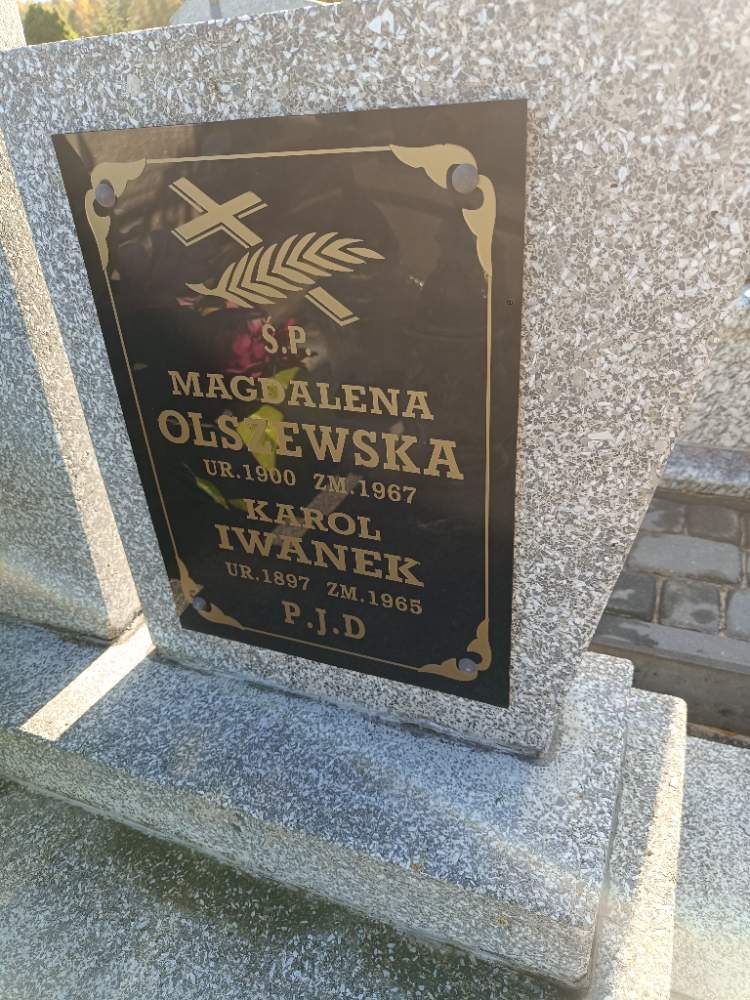 Ś.P.
MAGDALENA
OLSZEWSKA
UR.1900 ZM.1967
KAROL
IWANEK
UR.1897 ZM.1965
P.J.D